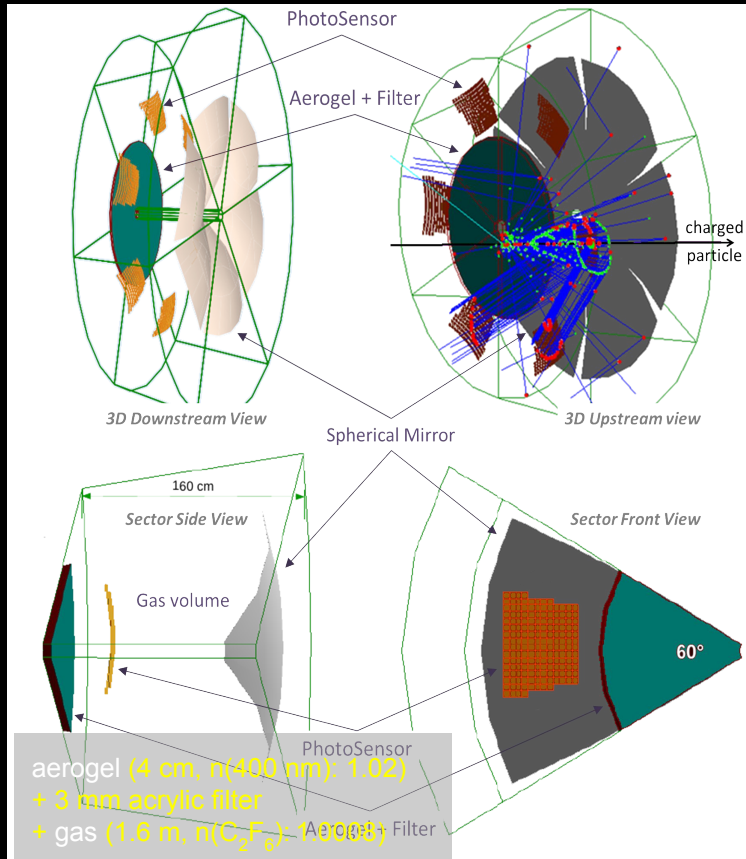 PhotoSensor
Aerogel + Filter
charged
particle
3D Downstream View
3D Upstream view
Spherical Mirror
160 cm
Sector Side View
Sector Front View
Gas volume
60°
PhotoSensor
aerogel (4 cm, n(400 nm): 1.02)
+ 3 mm acrylic filter
+ gas (1.6 m, n(C₂F₆): 1.0008)
Aerogel + Filter